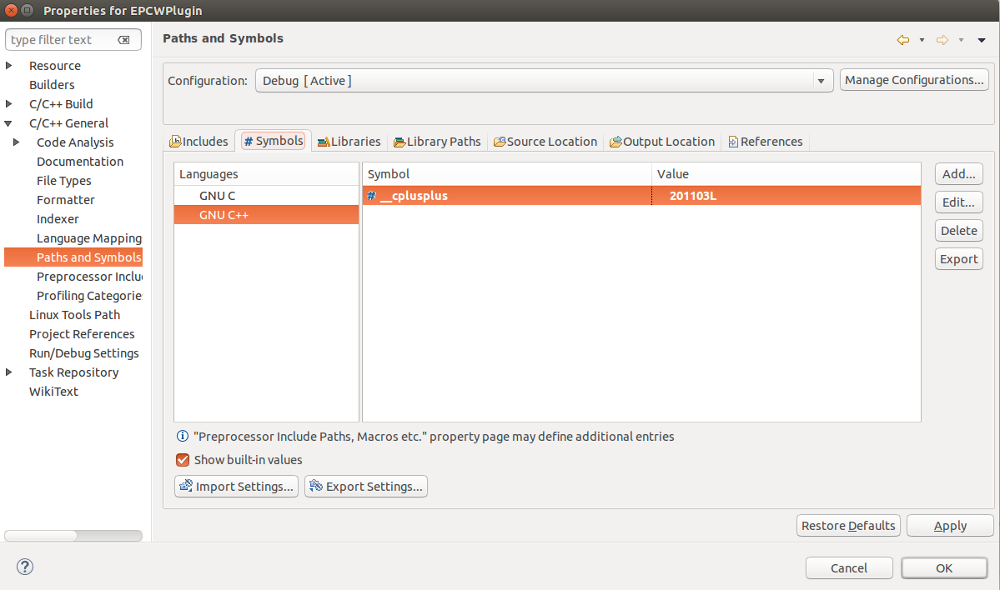 Properties for EPCWPlugin
type filter text
Resource
Builders
C/C++ Build
C/C++ General
Code Analysis
Documentation
File Types
Formatter
Indexer
Language Mapping
Paths and Symbols
Preprocessor Inclu
Profiling Categorie
Linux Tools Path
Project References
Run/Debug Settings
Task Repository
WikiText
Paths and Symbols
Configuration: Debug [ Active ] Manage Configurations...
Includes # Symbols Libraries Library Paths Source Location Output Location References
Languages
GNU C
GNU C++
Symbol Value
# __cplusplus 201103L
Add...
Edit...
Delete
Export
"Preprocessor Include Paths, Macros etc." property page may define additional entries
Show built-in values
Import Settings... Export Settings...
Restore Defaults Apply
? Cancel OK